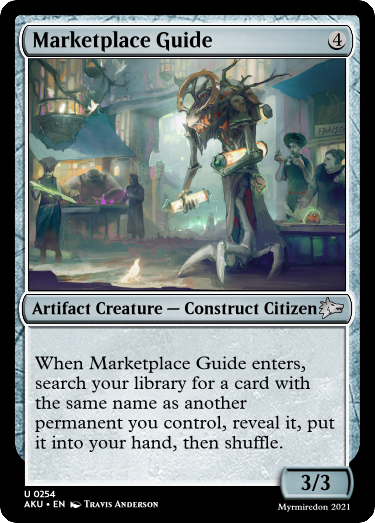 Marketplace Guide 4
Artifact Creature — Construct Citizen
When Marketplace Guide enters,
search your library for a card with
the same name as another
permanent you control, reveal it, put
it into your hand, then shuffle.
3/3
U 0254
AKU • EN Travis Anderson
Myrmiredon 2021